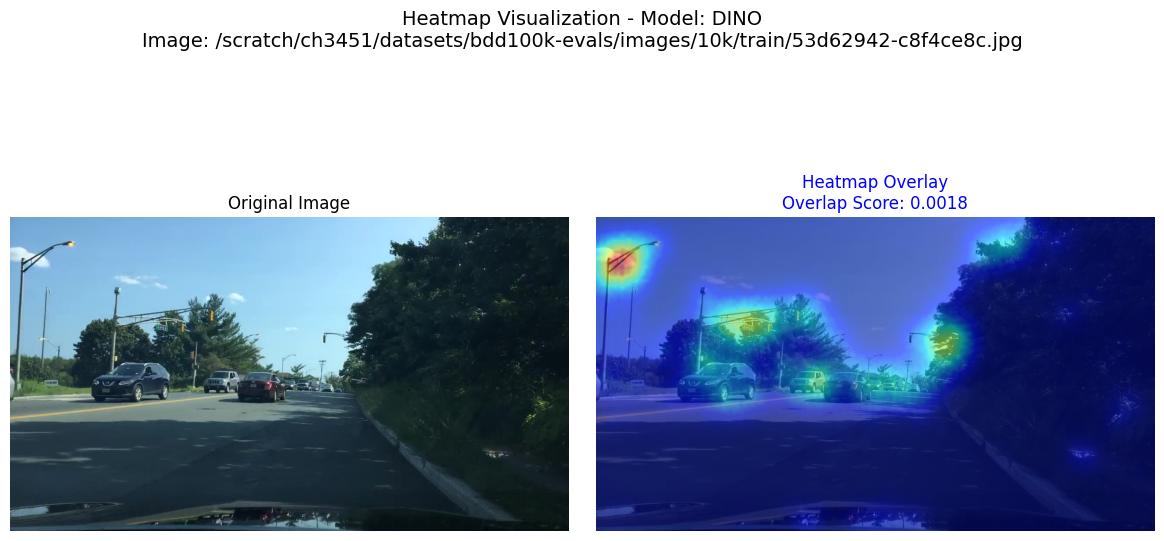 Heatmap Visualization - Model: DINO
Image: /scratch/ch3451/datasets/bdd100k-evals/images/10k/train/53d62942-c8f4ce8c.jpg
Original Image
Heatmap Overlay
Overlap Score: 0.0018